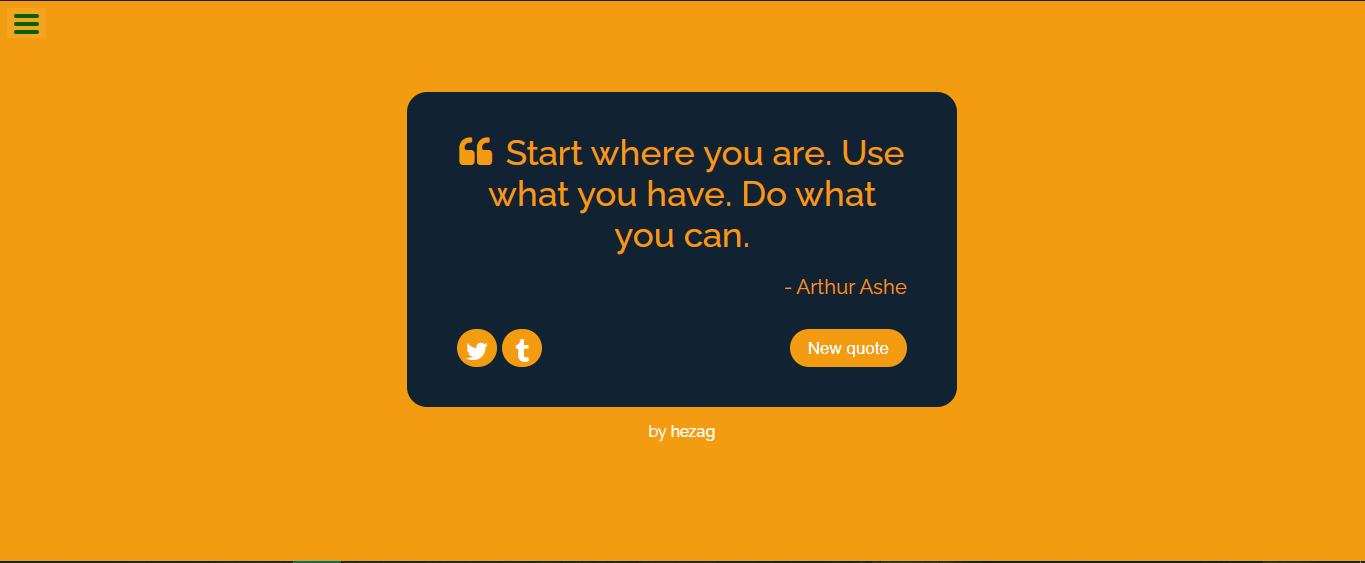 Start where you are. Use
what you have. Do what
you can.
- Arthur Ashe
New quote
by hezag